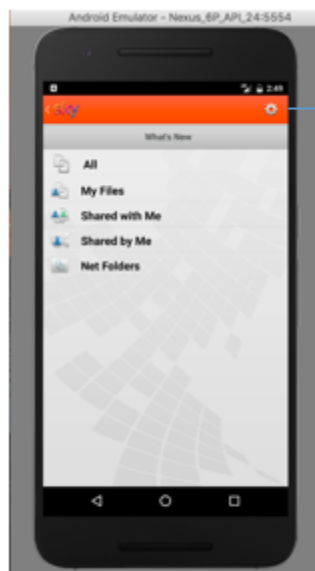 Android Emulator - Nexus_6P_API_24:5554
2:49
Sky
What's New
All
My Files
Shared with Me
Shared by Me
Net Folders